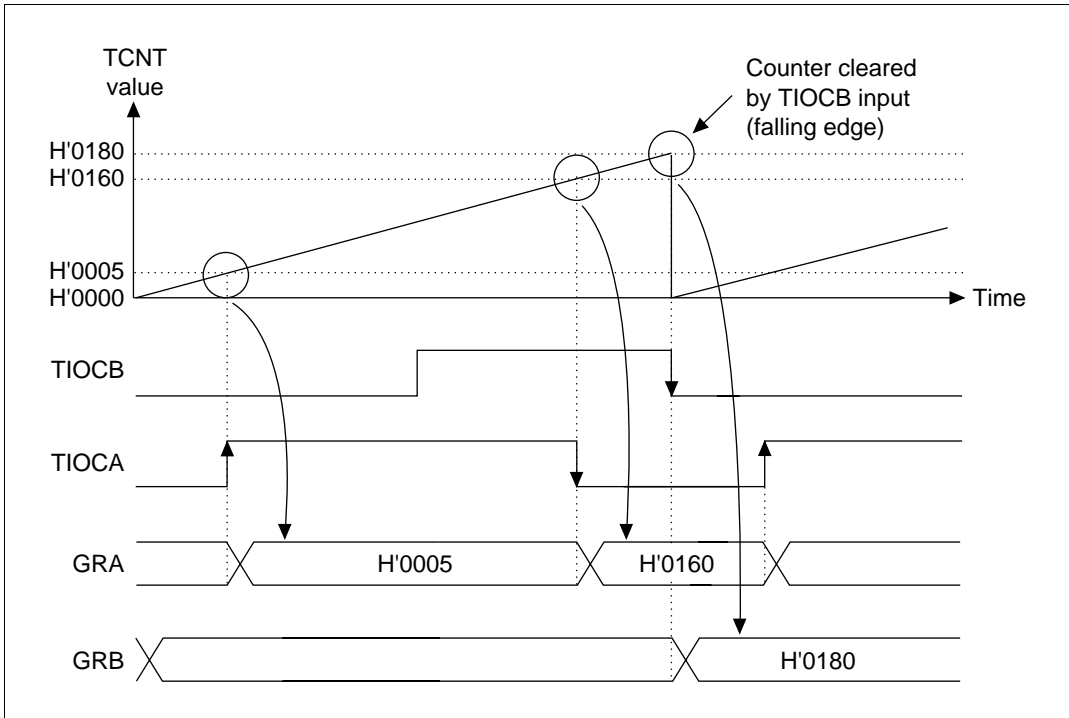 TCNT
value
Counter cleared
by TIOCB input
(falling edge)
H'0180
H'0160
H'0005
H'0000
Time
TIOCB
TIOCA
GRA
H'0005
H'0160
GRB
H'0180